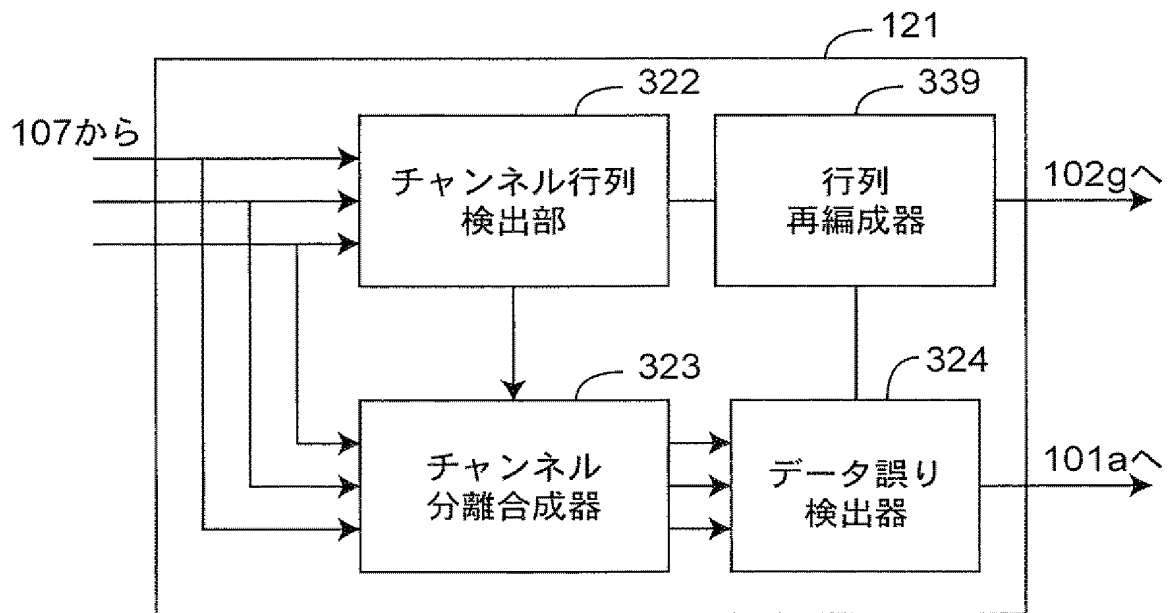 121
322
339
107から
チャンネル行列
検出部
行列
再編成器
102gへ
323
324
チャンネル
分離合成器
データ誤り
検出器
101aへ